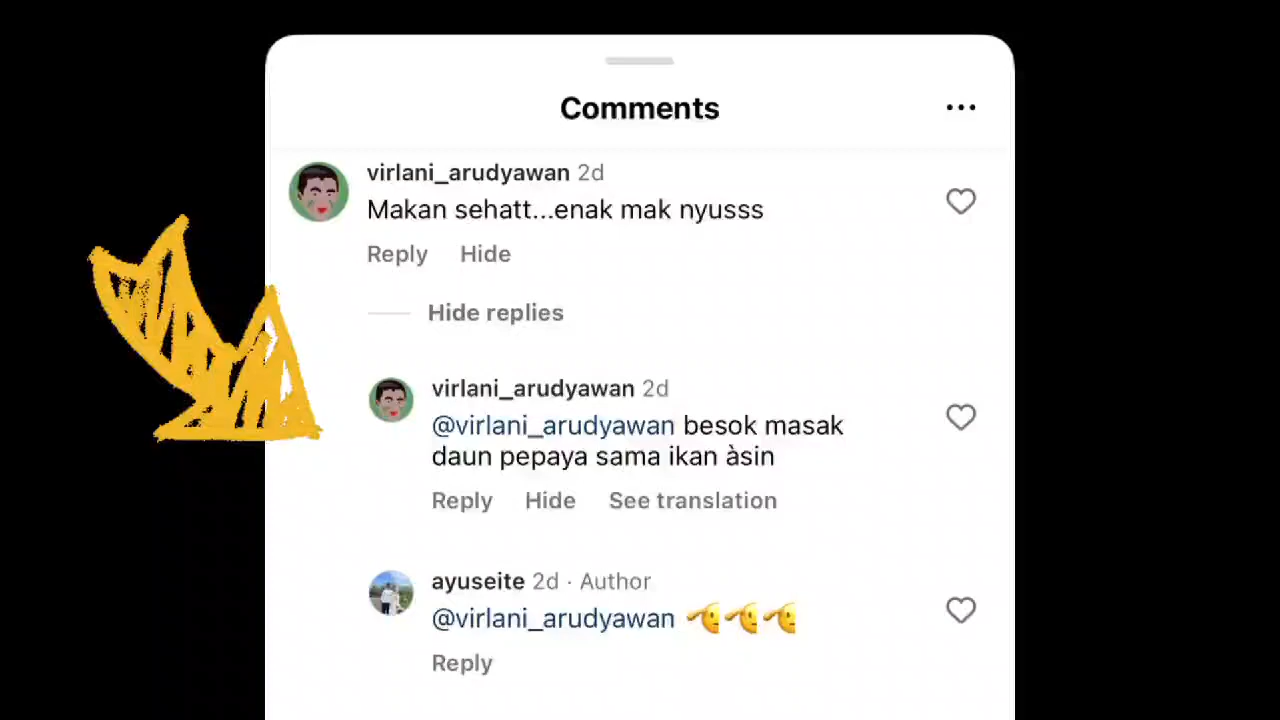 Comments
virlani_arudyawan 2d
Makan sehatt...enak mak nyusss
Reply Hide
Hide replies
virlani_arudyawan 2d
@virlani_arudyawan besok masak
daun pepaya sama ikan àsin
Reply Hide See translation
ayuseite 2d · Author
@virlani_arudyawan 🫡🫡🫡
Reply